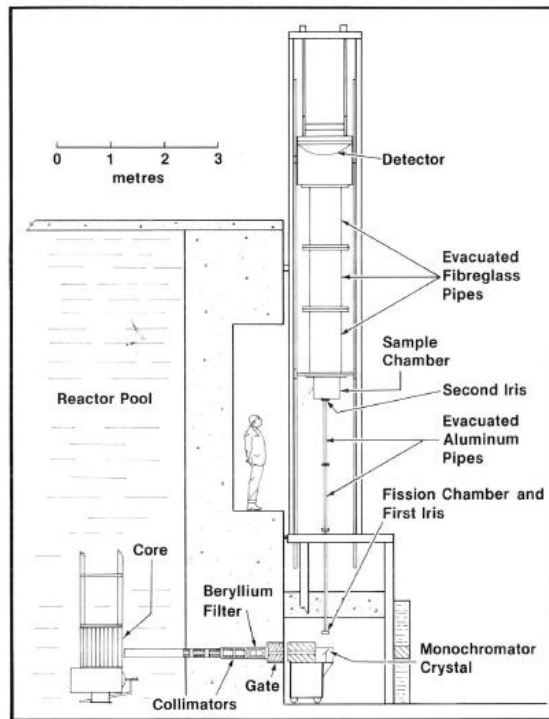 0 1 2 3
metres
Detector
Evacuated
Fibreglass
Pipes
Sample
Chamber
Reactor Pool
Second Iris
Evacuated
Aluminum
Pipes
Fission Chamber and
First Iris
Core
Beryllium
Filter
Monochromator
Crystal
Gate
Collimators